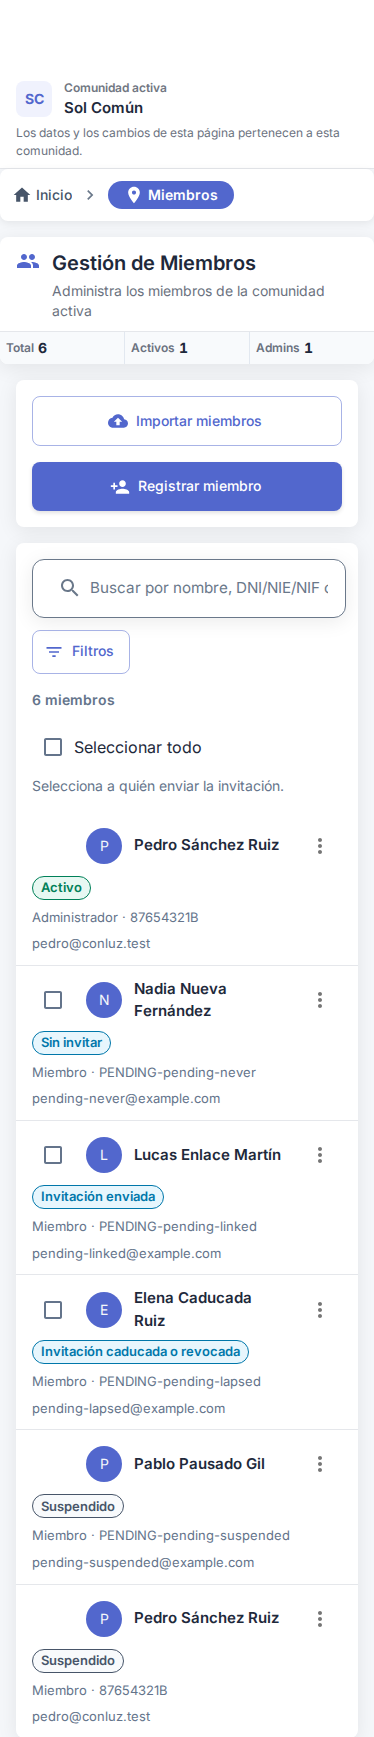 SC
Comunidad activa
Sol Común
Los datos y los cambios de esta página pertenecen a esta
comunidad.
Inicio > Miembros
Gestión de Miembros
Administra los miembros de la comunidad
activa
Total 6 Activos 1 Admins 1
Importar miembros
Registrar miembro
Buscar por nombre, DNI/NIE/NIF
Filtros
6 miembros
Seleccionar todo
Selecciona a quién enviar la invitación.
P Pedro Sánchez Ruiz
Activo
Administrador · 87654321B
pedro@conluz.test
N Nadia Nueva
Fernández
Sin invitar
Miembro · PENDING-pending-never
pending-never@example.com
L Lucas Enlace Martín
Invitación enviada
Miembro · PENDING-pending-linked
pending-linked@example.com
E Elena Caducada
Ruiz
Invitación caducada o revocada
Miembro · PENDING-pending-lapsed
pending-lapsed@example.com
P Pablo Pausado Gil
Suspendido
Miembro · PENDING-pending-suspended
pending-suspended@example.com
P Pedro Sánchez Ruiz
Suspendido
Miembro · 87654321B
pedro@conluz.test